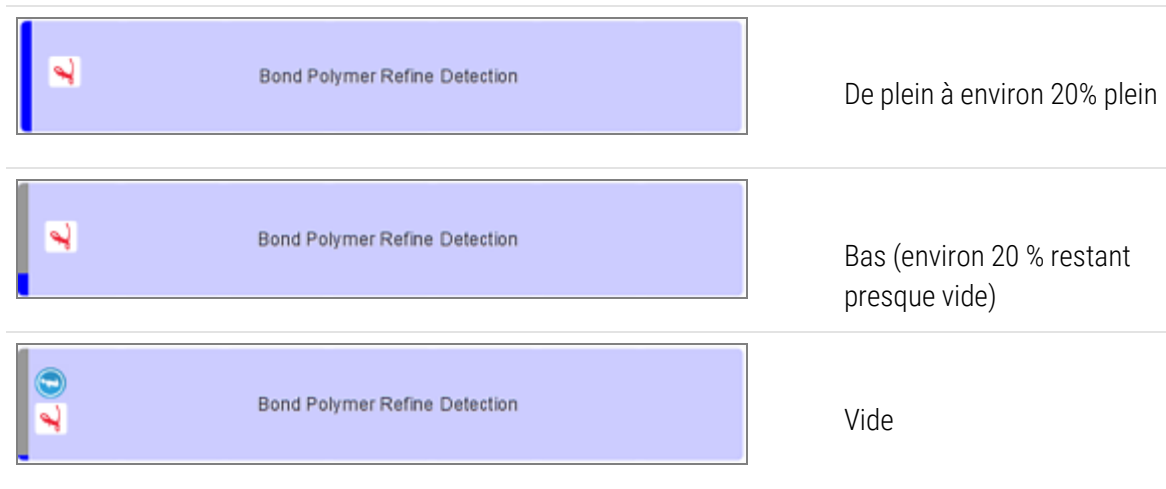 Bond Polymer Refine Detection
De plein à environ 20% plein
Bond Polymer Refine Detection
Bas (environ 20 % restant
presque vide)
Bond Polymer Refine Detection
Vide